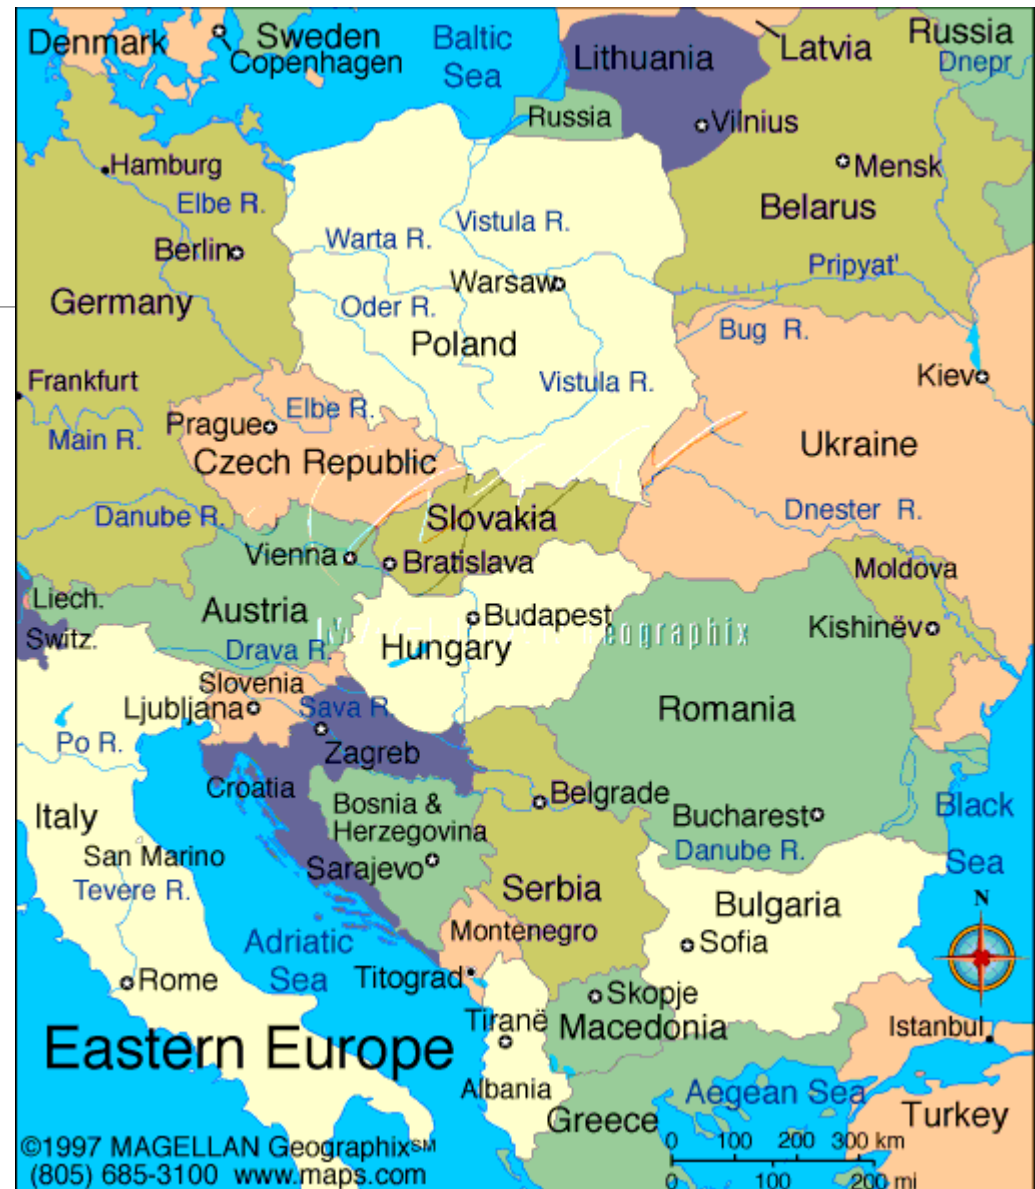 Denmark
Sweden
Copenhagen
Baltic
Sea
Lithuania
Latvia
Russia
Dnepr
Russia
Vilnius
Mensk
Hamburg
Elbe R.
Belarus
Berlin
Warta R.
Vistula R.
Warsaw
Pripyat'
Germany
Oder R.
Poland
Bug R.
Frankfurt
Vistula R.
Kiev
Elbe R.
Main R.
Prague
Czech Republic
Ukraine
Danube R.
Slovakia
Dnester R.
Vienna
Bratislava
Moldova
Liech.
Austria
Budapest
Kishinëv
Switz.
Drava R.
Hungary
Geographix
Slovenia
Ljubljana
Sava R.
Romania
Po R.
Zagreb
Croatia
Bosnia &
Herzegovina
Belgrade
Italy
Bucharest
Black
Sea
San Marino
Sarajevo
Danube R.
Tevere R.
Serbia
Bulgaria
N
Adriatic
Sea
Montenegro
Sofia
Rome
Titograd
Skopje
Tiranë
Macedonia
Istanbul
Eastern Europe
Albania
Aegean Sea
Greece
Turkey
0 100 200 300 km
0 100 200 mi
©1997 MAGELLAN Geographix℠
(805) 685-3100 www.maps.com